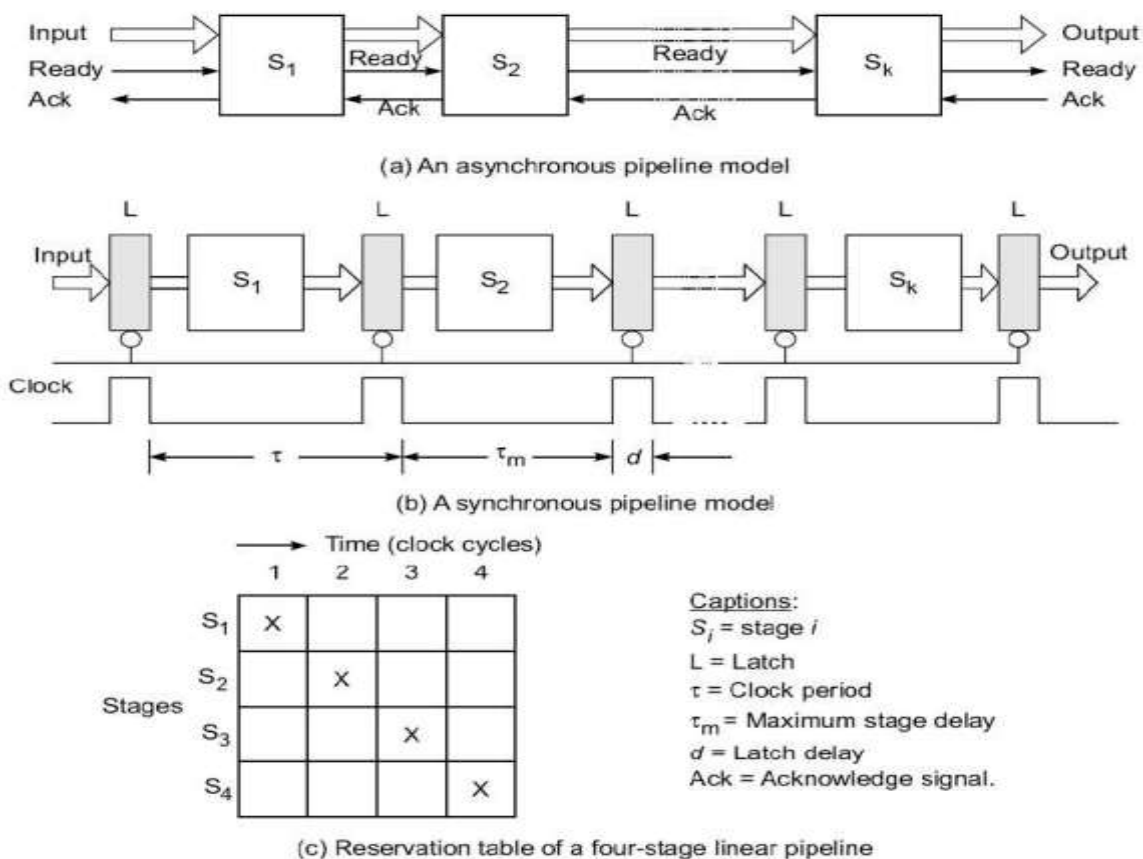 Input
Ready
Ack
S1
Ready
Ack
S2
Ready
Ack
Sk
Output
Ready
Ack
(a) An asynchronous pipeline model
L L L L L
Input
S1
S2
Sk
Output
Clock
τ τm d
(b) A synchronous pipeline model
Time (clock cycles)
1 2 3 4
Stages
S1 X
S2 X
S3 X
S4 X
Captions:
Si = stage i
L = Latch
τ = Clock period
τm = Maximum stage delay
d = Latch delay
Ack = Acknowledge signal.
(c) Reservation table of a four-stage linear pipeline